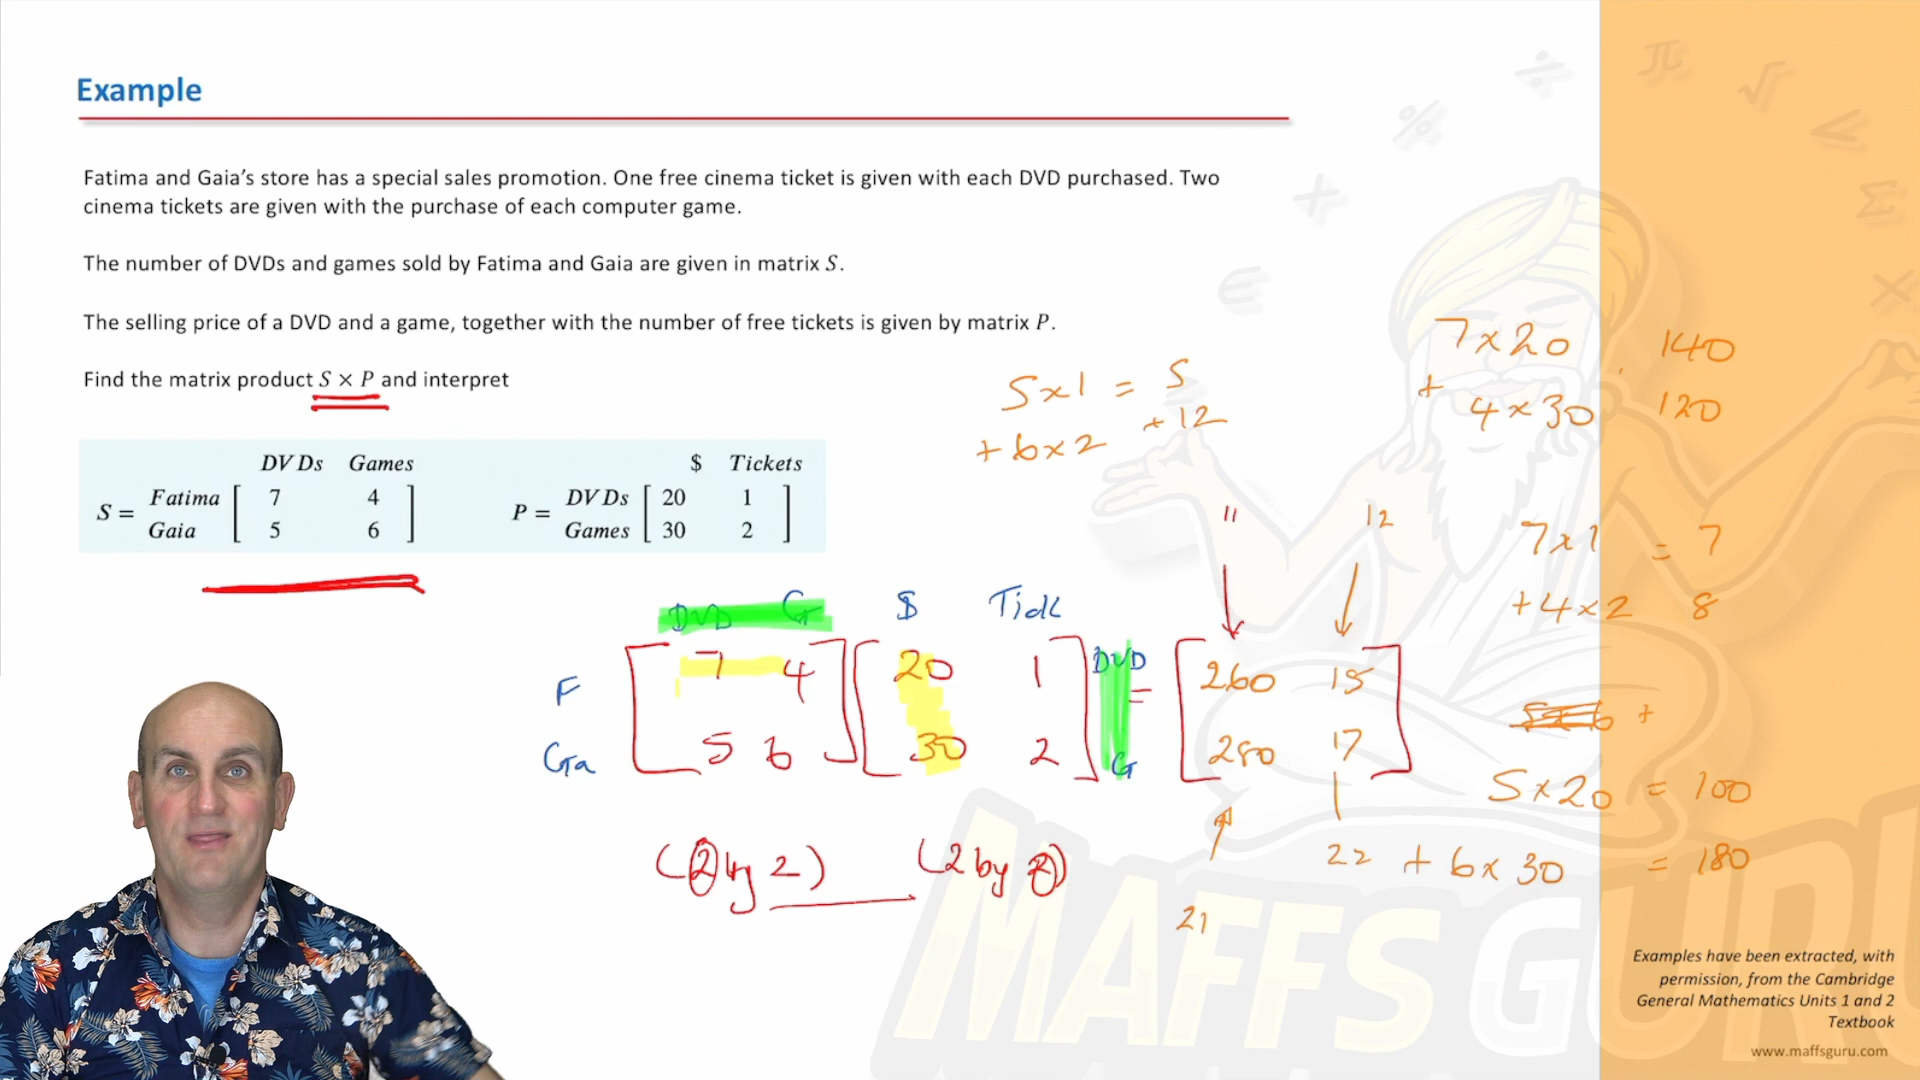 Example
Fatima and Gaia’s store has a special sales promotion. One free cinema ticket is given with each DVD purchased. Two
cinema tickets are given with the purchase of each computer game.
The number of DVDs and games sold by Fatima and Gaia are given in matrix S.
The selling price of a DVD and a game, together with the number of free tickets is given by matrix P.
Find the matrix product S × P and interpret
DVDs Games
S = Fatima [ 7 4 ]
Gaia [ 5 6 ]
$ Tickets
P = DVDs [ 20 1 ]
Games [ 30 2 ]
5×1 = 5
+6×2 +12
7×20 140
+ 4×30 120
11 12
7×1 = 7
+4×2 8
DVD G $ Tick
F [ 7 4 ] [ 20 1 ] DVD = [ 260 15 ]
Ga [ 5 6 ] [ 30 2 ] G [ 280 17 ]
+
5×20 = 100
(2 by 2) (2 by 2)
22 + 6×30 = 180
21
MAFFS GURU
Examples have been extracted, with
permission, from the Cambridge
General Mathematics Units 1 and 2
Textbook
www.maffsguru.com